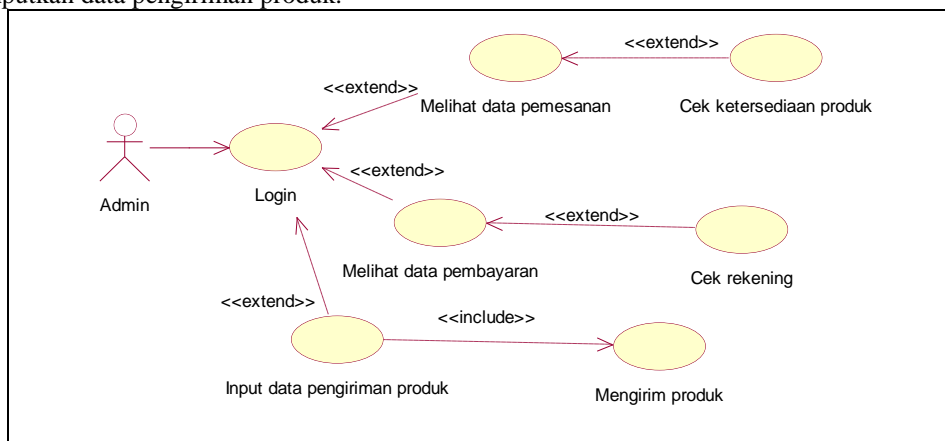 data pengiriman produk.
<<extend>>
<<extend>>
Melihat data pemesanan
Cek ketersediaan produk
<<extend>>
Admin
Login
<<extend>>
Melihat data pembayaran
Cek rekening
<<extend>>
<<include>>
Input data pengiriman produk
Mengirim produk